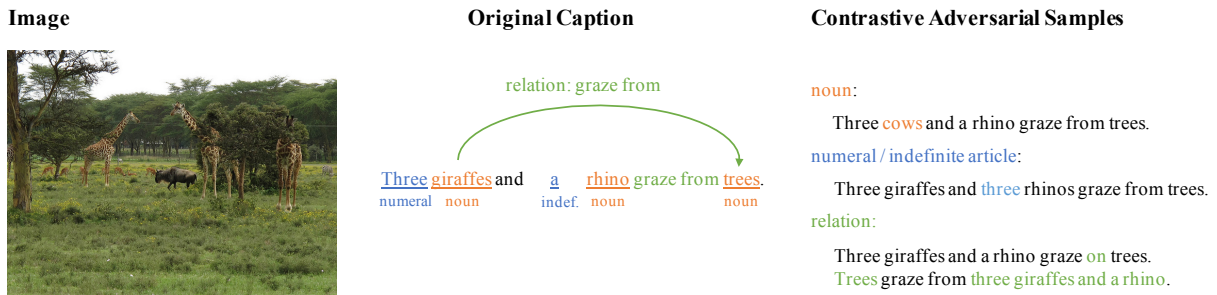 Image
Original Caption
Contrastive Adversarial Samples
relation: graze from
Three giraffes and a rhino graze from trees.
numeral noun indef. noun noun
noun:
Three cows and a rhino graze from trees.
numeral / indefinite article:
Three giraffes and three rhinos graze from trees.
relation:
Three giraffes and a rhino graze on trees.
Trees graze from three giraffes and a rhino.